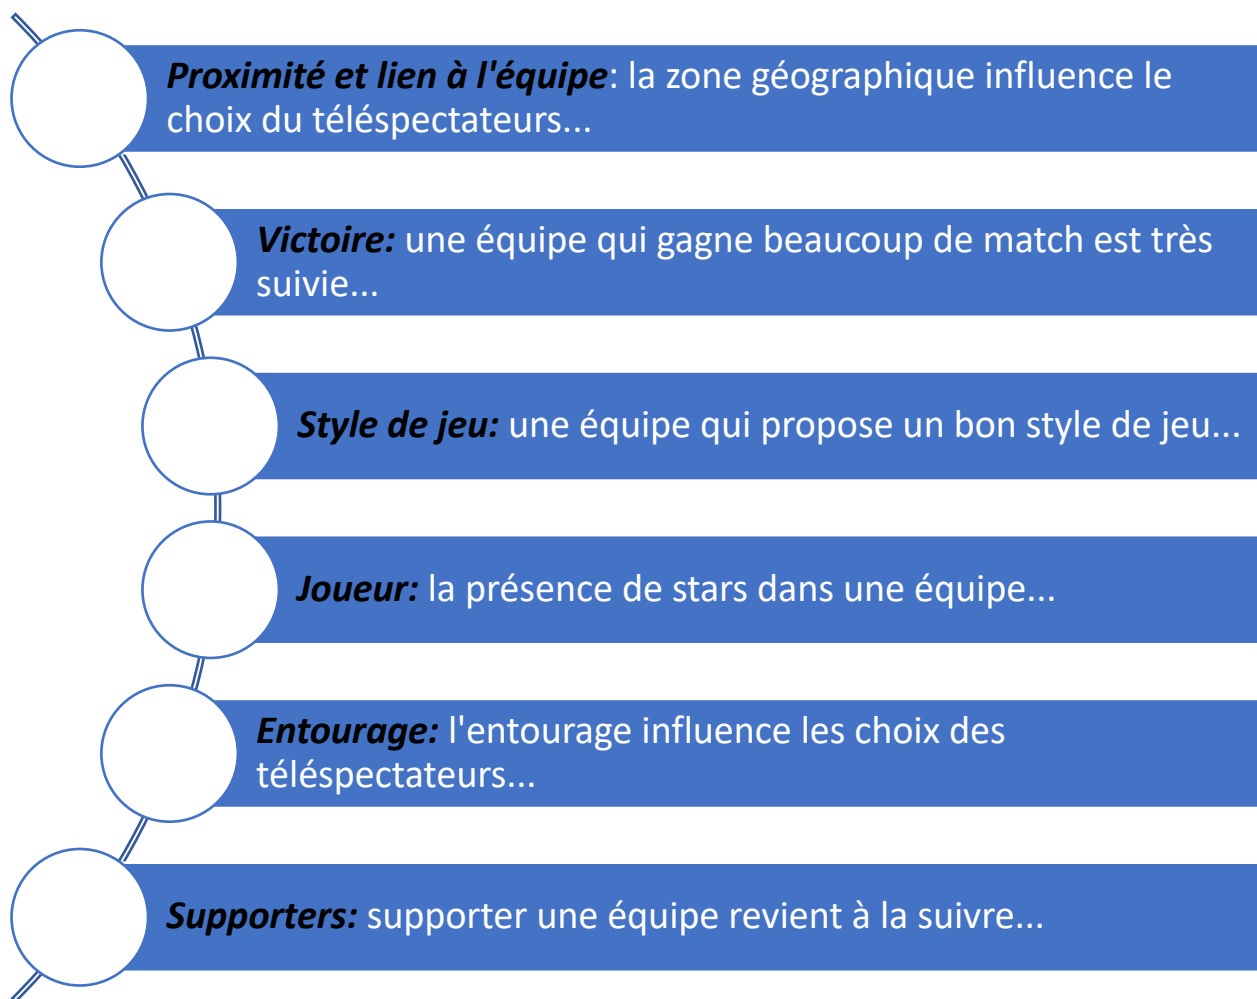 Proximité et lien à l'équipe: la zone géographique influence le
choix du téléspectateurs...
Victoire: une équipe qui gagne beaucoup de match est très
suivie...
Style de jeu: une équipe qui propose un bon style de jeu...
Joueur: la présence de stars dans une équipe...
Entourage: l'entourage influence les choix des
téléspectateurs...
Supporters: supporter une équipe revient à la suivre...